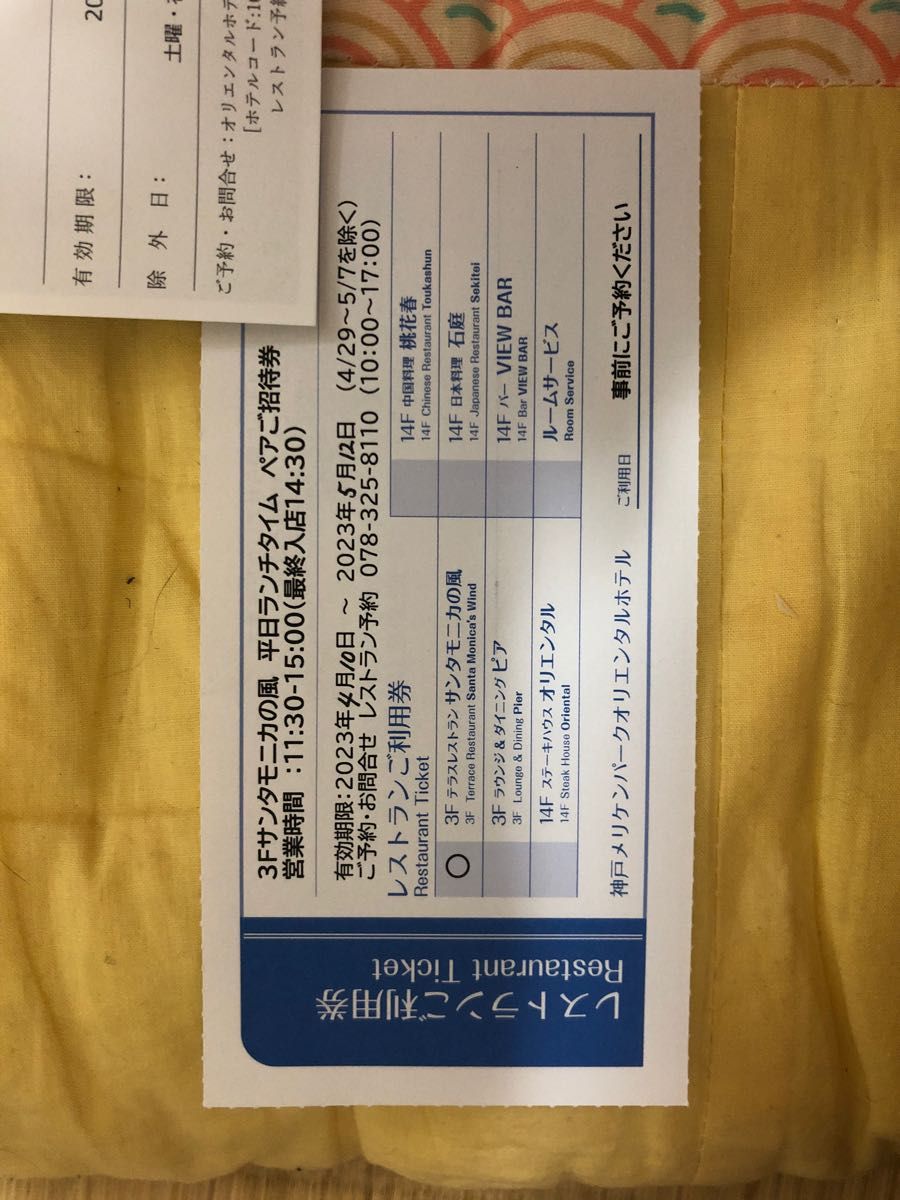 20
有効期限：
土曜・
除外日：
ご予約・お問合せ：オリエンタルホテ
[ホテルコード:10
レストラン予約
3Fサンタモニカの風 平日ランチタイム ペアご招待券
営業時間 :11:30-15:00(最終入店14:30)
有効期限:2023年4月10日 ～ 2023年5月12日 (4/29～5/7を除く)
ご予約・お問合せ レストラン予約 078-325-8110 (10:00～17:00)
レストランご利用券
Restaurant Ticket
○ 3F テラスレストラン サンタモニカの風
3F Terrace Restaurant Santa Monica's Wind
3F ラウンジ&ダイニング ピア
3F Lounge & Dining Pier
14F ステーキハウス オリエンタル
14F Steak House Oriental
14F 中国料理 桃花春
14F Chinese Restaurant Toukashun
14F 日本料理 石庭
14F Japanese Restaurant Sekitei
14F バー VIEW BAR
14F Bar VIEW BAR
ルームサービス
Room Service
神戸メリケンパークオリエンタルホテル
ご利用日 事前にご予約ください
レストランご利用券
Restaurant Ticket